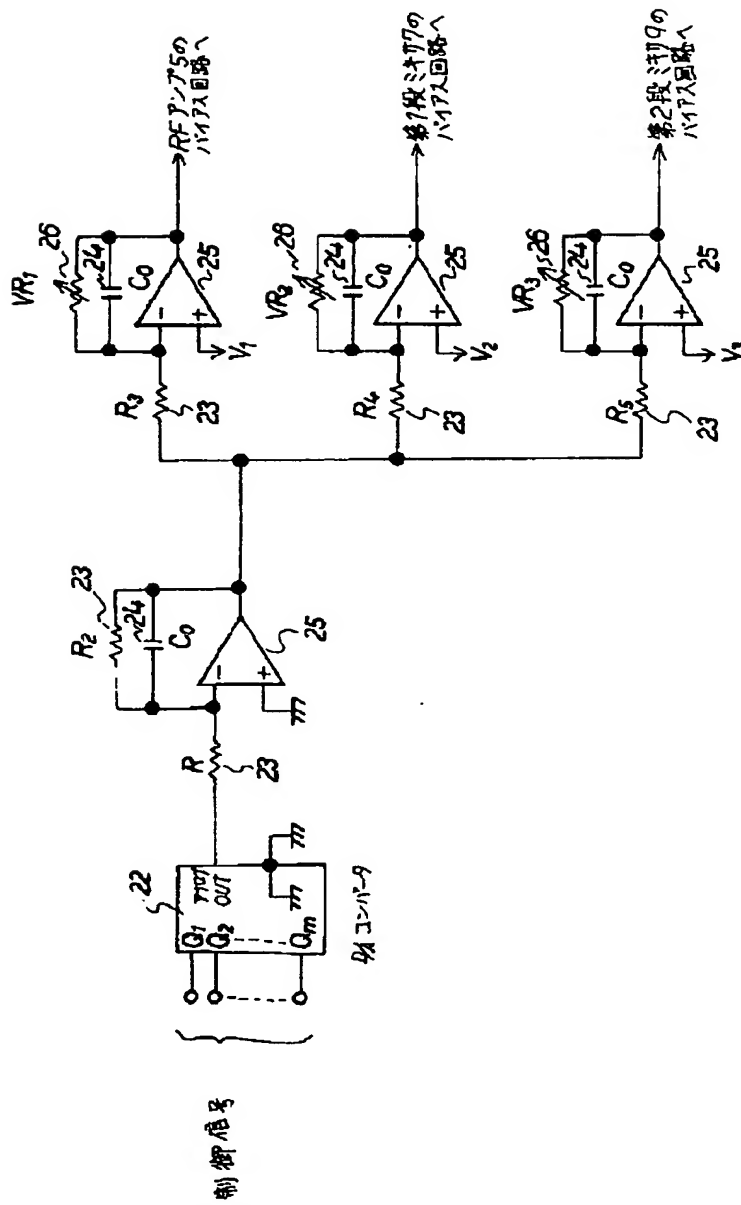 制御信号
Q1
Q2
Qm
アナログ
OUT
22
D/Aコンバータ
R
23
R2
23
24
C0
−
+
25
R3
23
VR1
26
24
C0
−
+
25
V1
RFアンプ5の
バイアス回路へ
R4
23
VR2
26
24
C0
−
+
25
V2
第1段ミキサ7の
バイアス回路へ
R5
23
VR3
26
24
C0
−
+
25
V3
第2段ミキサ9の
バイアス回路へ